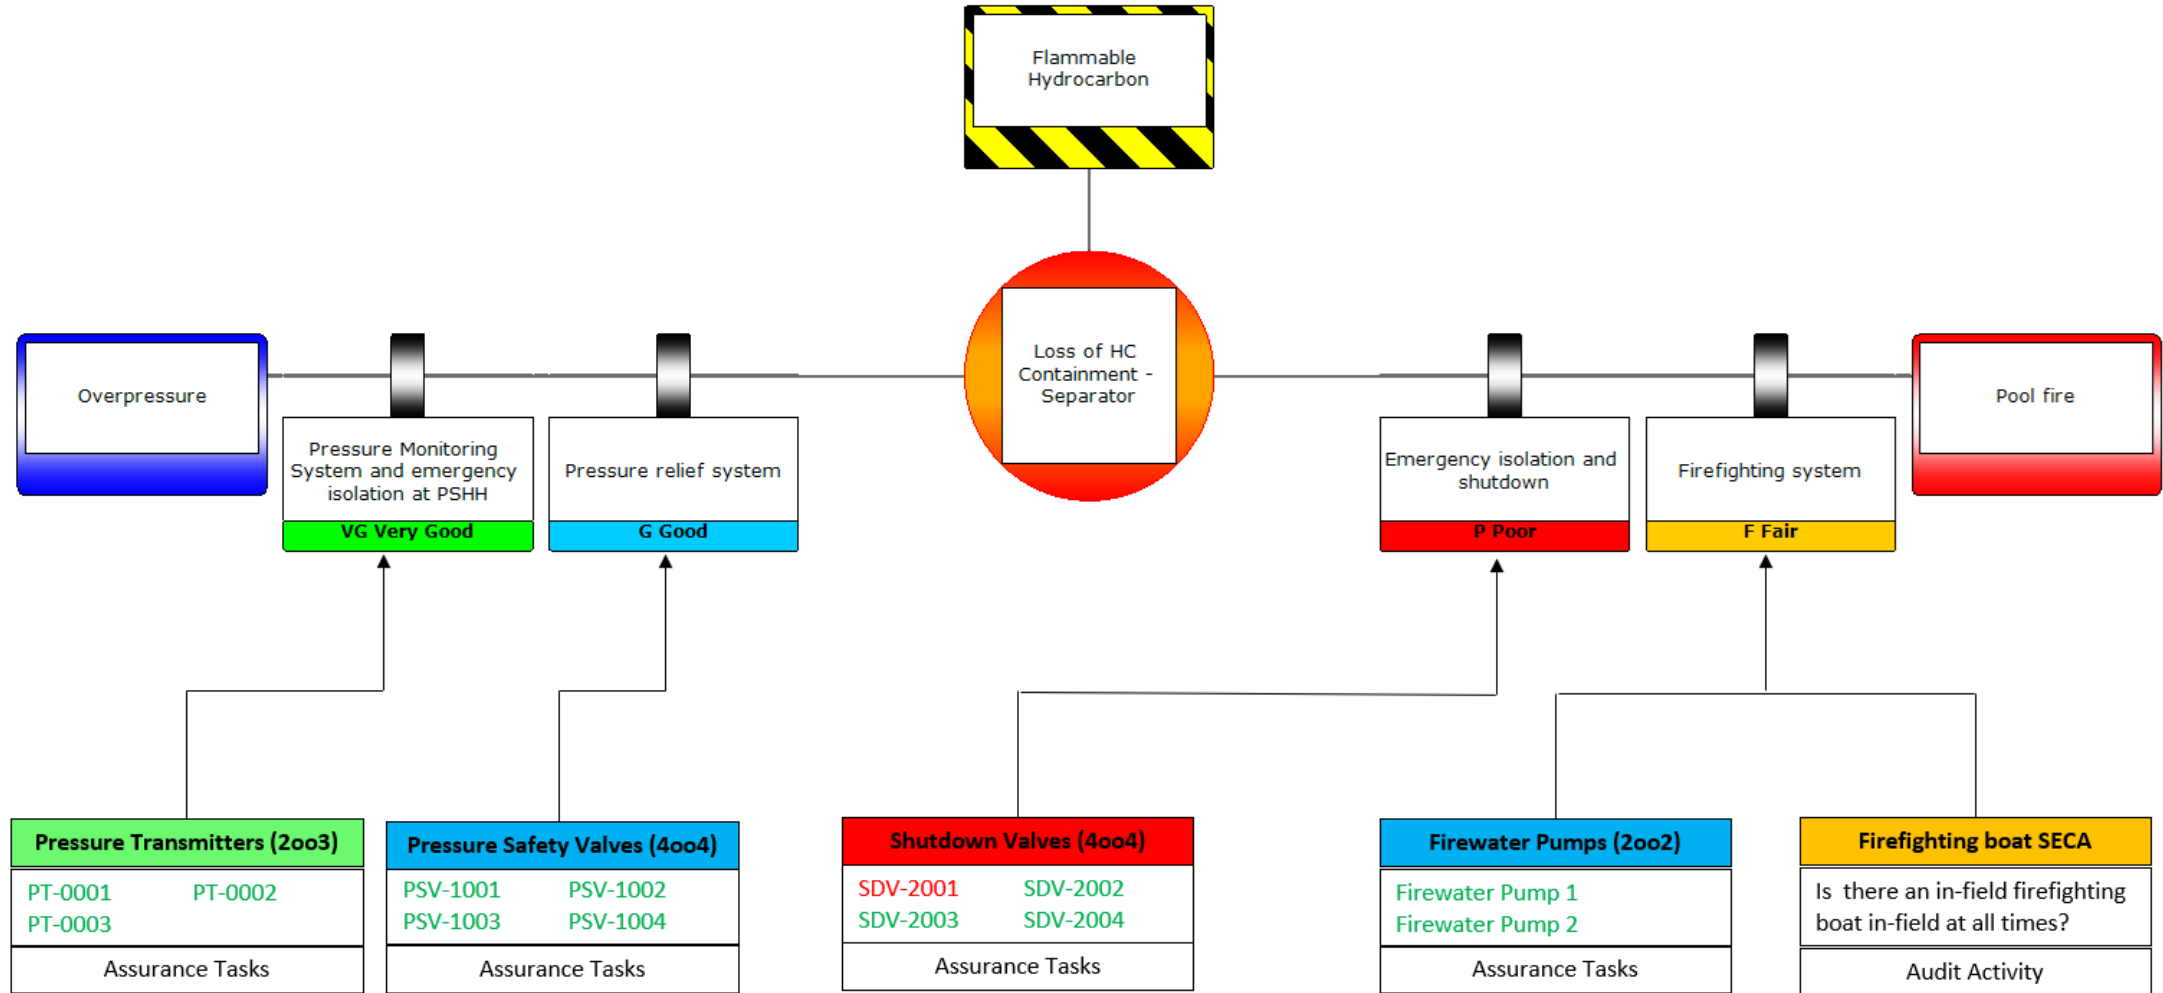 Flammable
Hydrocarbon
Loss of HC
Containment -
Separator
Overpressure
Pressure Monitoring
System and emergency
isolation at PSHH
VG Very Good
Pressure relief system
G Good
Emergency isolation and
shutdown
P Poor
Firefighting system
F Fair
Pool fire
Pressure Transmitters (2oo3)
PT-0001 PT-0002
PT-0003
Assurance Tasks
Pressure Safety Valves (4oo4)
PSV-1001 PSV-1002
PSV-1003 PSV-1004
Assurance Tasks
Shutdown Valves (4oo4)
SDV-2001 SDV-2002
SDV-2003 SDV-2004
Assurance Tasks
Firewater Pumps (2oo2)
Firewater Pump 1
Firewater Pump 2
Assurance Tasks
Firefighting boat SECA
Is there an in-field firefighting
boat in-field at all times?
Audit Activity